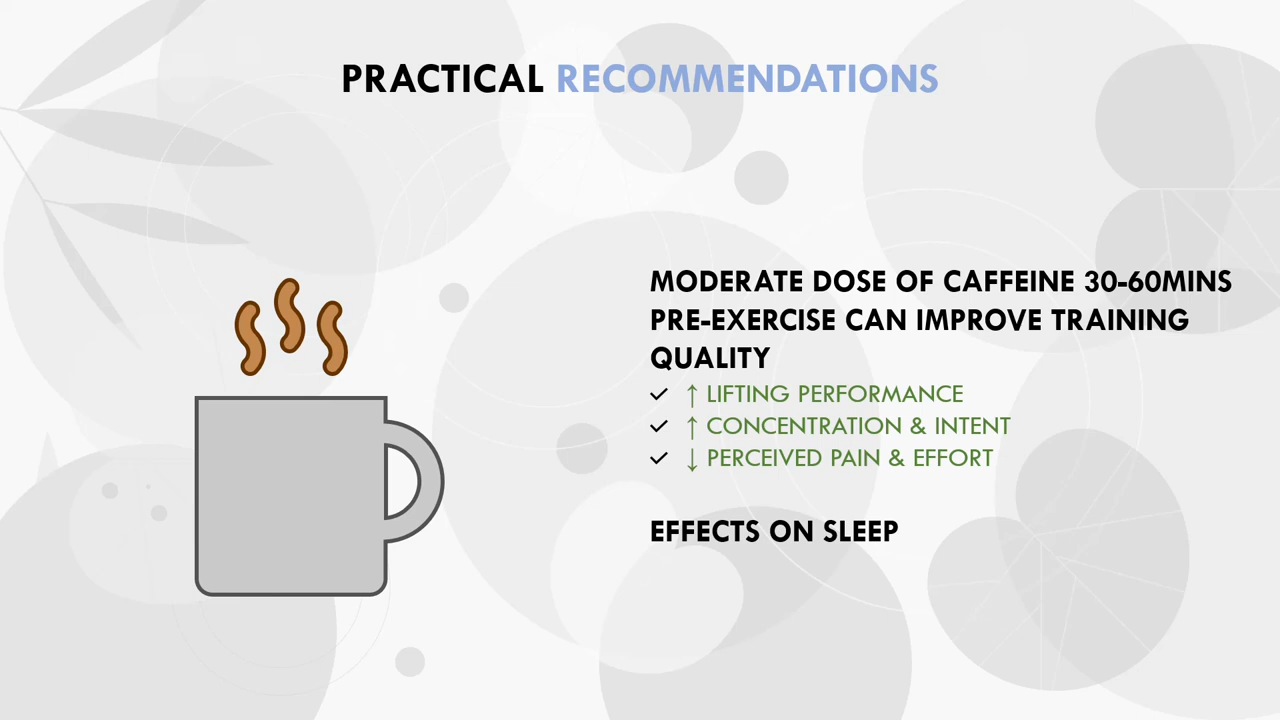 PRACTICAL RECOMMENDATIONS
MODERATE DOSE OF CAFFEINE 30-60MINS
PRE-EXERCISE CAN IMPROVE TRAINING
QUALITY
✓ ↑ LIFTING PERFORMANCE
✓ ↑ CONCENTRATION & INTENT
✓ ↓ PERCEIVED PAIN & EFFORT
EFFECTS ON SLEEP